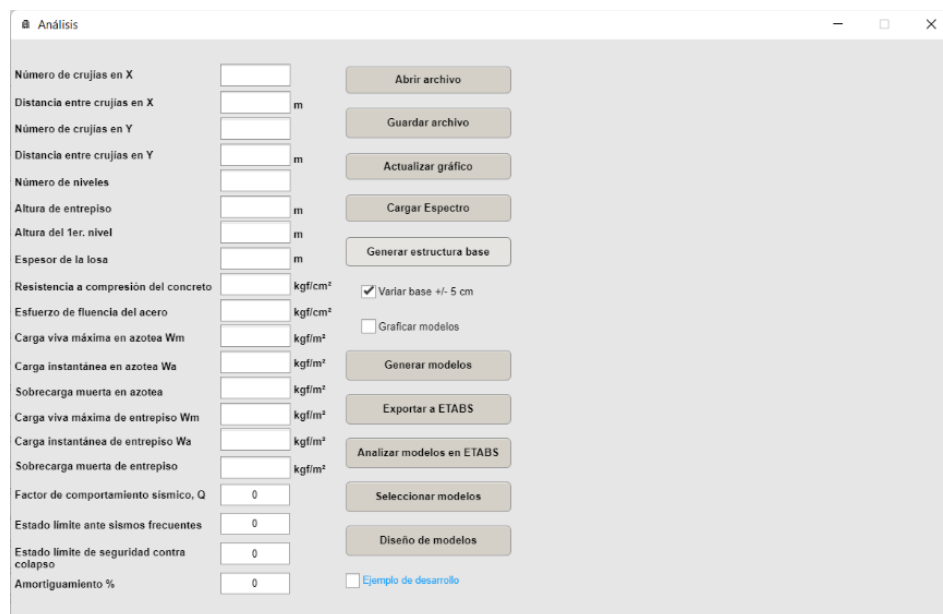 Análisis
Número de crujías en X
Distancia entre crujías en X
m
Número de crujías en Y
Distancia entre crujías en Y
m
Número de niveles
Altura de entrepiso
m
Altura del 1er. nivel
m
Espesor de la losa
m
Resistencia a compresión del concreto
kgf/cm²
Esfuerzo de fluencia del acero
kgf/cm²
Carga viva máxima en azotea Wm
kgf/m²
Carga instantánea en azotea Wa
kgf/m²
Sobrecarga muerta en azotea
kgf/m²
Carga viva máxima de entrepiso Wm
kgf/m²
Carga instantánea de entrepiso Wa
kgf/m²
Sobrecarga muerta de entrepiso
kgf/m²
Factor de comportamiento sísmico, Q
0
Estado límite ante sismos frecuentes
0
Estado límite de seguridad contra
colapso
0
Amortiguamiento %
0
Abrir archivo
Guardar archivo
Actualizar gráfico
Cargar Espectro
Generar estructura base
Variar base +/- 5 cm
Graficar modelos
Generar modelos
Exportar a ETABS
Analizar modelos en ETABS
Seleccionar modelos
Diseño de modelos
Ejemplo de desarrollo